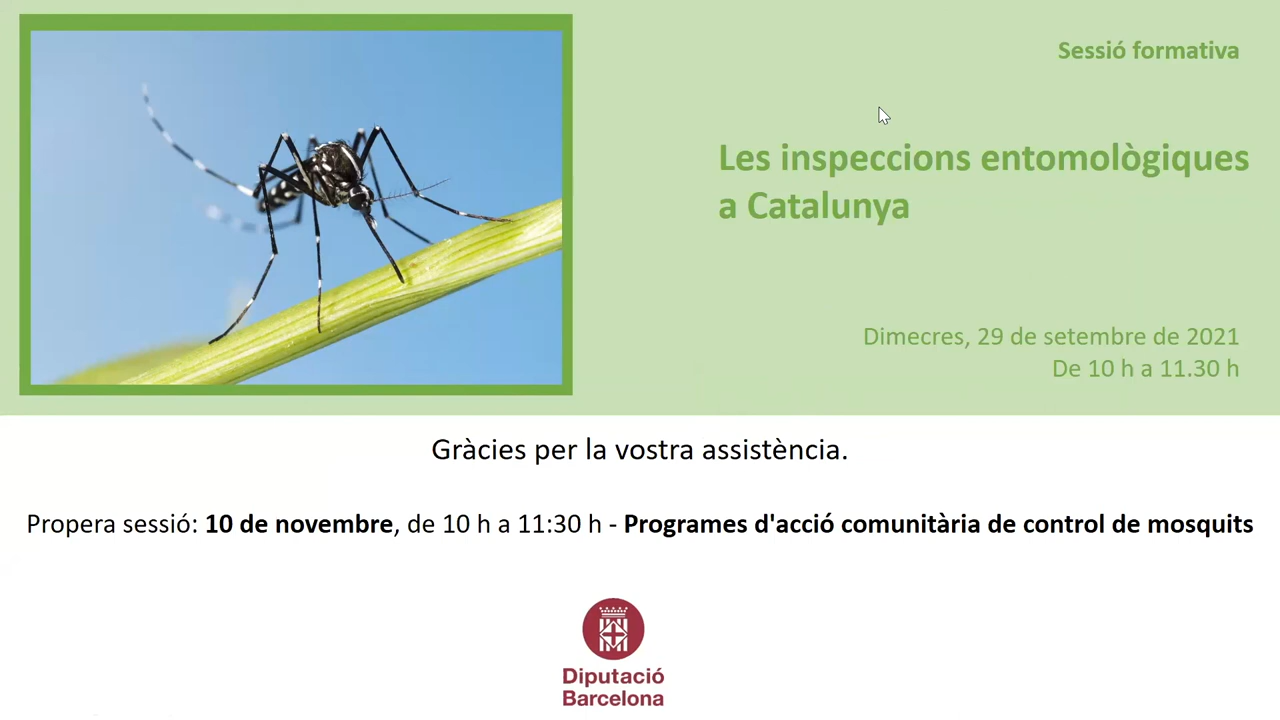 Sessió formativa
Les inspeccions entomològiques
a Catalunya
Dimecres, 29 de setembre de 2021
De 10 h a 11.30 h
Gràcies per la vostra assistència.
Propera sessió: 10 de novembre, de 10 h a 11:30 h - Programes d'acció comunitària de control de mosquits
Diputació
Barcelona